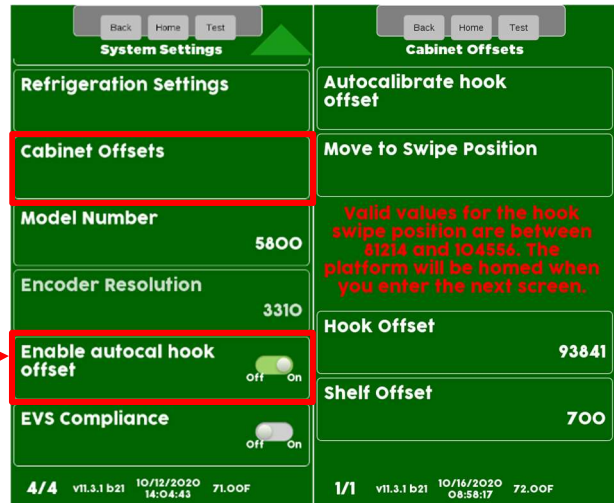 Back Home Test
System Settings
Refrigeration Settings
Cabinet Offsets
Model Number
5800
Encoder Resolution
3310
Enable autocal hook
offset
Off On
EVS Compliance
Off On
4/4 v11.3.1 b21 10/12/2020
14:04:43 71.00F
Back Home Test
Cabinet Offsets
Autocalibrate hook
offset
Move to Swipe Position
Valid values for the hook
swipe position are between
81214 and 104556. The
platform will be homed when
you enter the next screen.
Hook Offset
93841
Shelf Offset
700
1/1 v11.3.1 b21 10/16/2020
08:58:17 72.00F